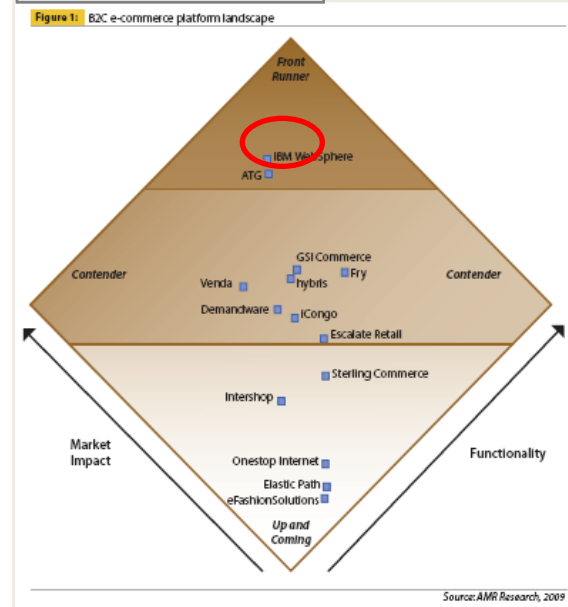 Figure 1: B2C e-commerce platform landscape
Front
Runner
IBM WebSphere
ATG
GSI Commerce
Contender
Fry
Contender
Venda
hybris
Demandware
iCongo
Escalate Retail
Sterling Commerce
Intershop
Market
Impact
Functionality
Onestop Internet
Elastic Path
eFashionSolutions
Up and
Coming
Source: AMR Research, 2009